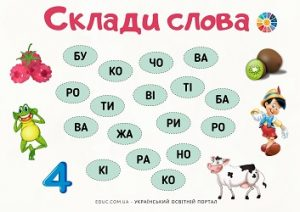 Склади слова
БУ
КО
ЧО
ВА
РО
ТИ
ВІ
ТІ
БА
ВА
ЖА
РИ
РО
КІ
РА
НО
КО
4
EDUC.COM.UA - УКРАЇНСЬКИЙ ОСВІТНІЙ ПОРТАЛ